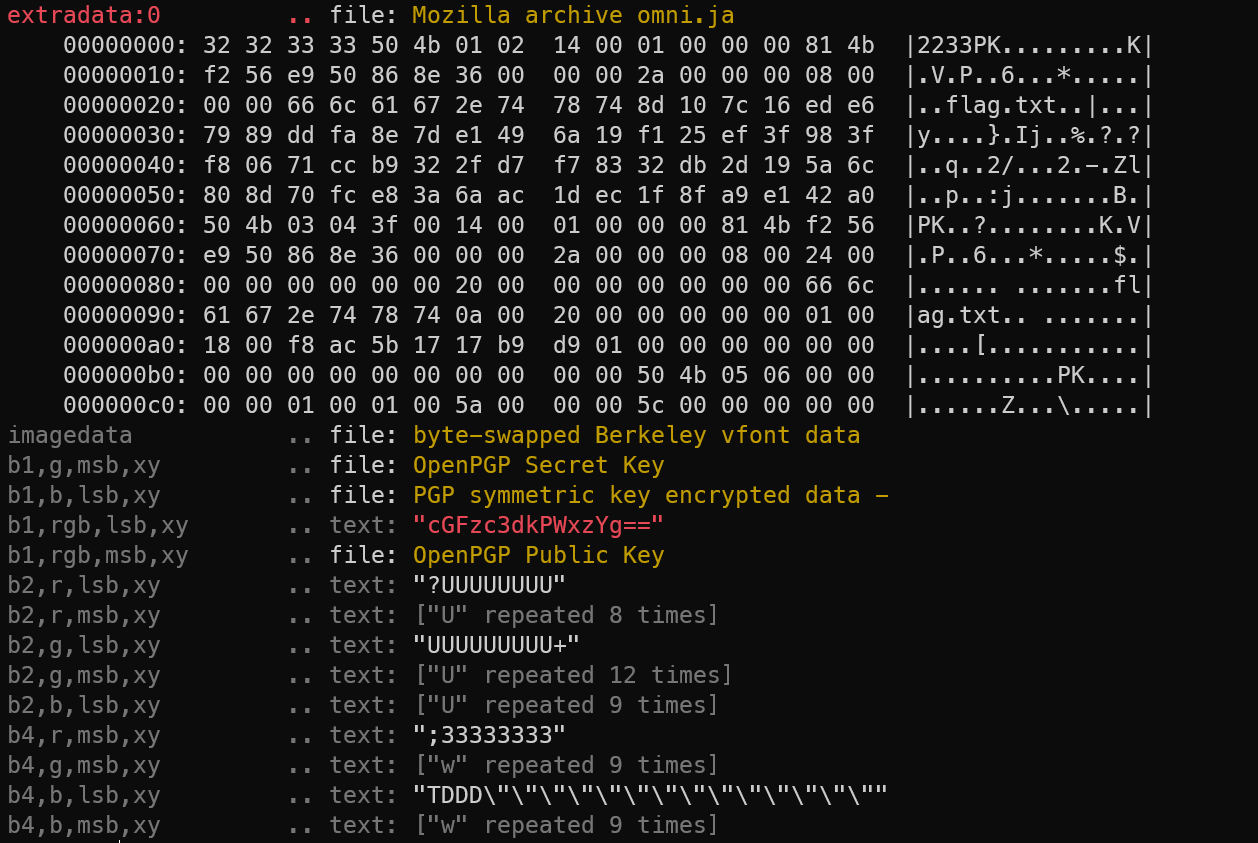 extradata:0         .. file: Mozilla archive omni.ja
    00000000: 32 32 33 33 50 4b 01 02  14 00 01 00 00 00 81 4b  |2233PK.........K|
    00000010: f2 56 e9 50 86 8e 36 00  00 00 2a 00 00 00 08 00  |.V.P..6...*.....|
    00000020: 00 00 66 6c 61 67 2e 74  78 74 8d 10 7c 16 ed e6  |..flag.txt..|...|
    00000030: 79 89 dd fa 8e 7d e1 49  6a 19 f1 25 ef 3f 98 3f  |y....}.Ij..%.?.?|
    00000040: f8 06 71 cc b9 32 2f d7  f7 83 32 db 2d 19 5a 6c  |..q..2/...2.-.Zl|
    00000050: 80 8d 70 fc e8 3a 6a ac  1d ec 1f 8f a9 e1 42 a0  |..p..:j.......B.|
    00000060: 50 4b 03 04 3f 00 14 00  01 00 00 00 81 4b f2 56  |PK..?........K.V|
    00000070: e9 50 86 8e 36 00 00 00  2a 00 00 00 08 00 24 00  |.P..6...*.....$.|
    00000080: 00 00 00 00 00 00 20 00  00 00 00 00 00 00 66 6c  |...... .......fl|
    00000090: 61 67 2e 74 78 74 0a 00  20 00 00 00 00 00 01 00  |ag.txt.. .......|
    000000a0: 18 00 f8 ac 5b 17 17 b9  d9 01 00 00 00 00 00 00  |....[...........|
    000000b0: 00 00 00 00 00 00 00 00  00 00 50 4b 05 06 00 00  |..........PK....|
    000000c0: 00 00 01 00 01 00 5a 00  00 00 5c 00 00 00 00 00  |......Z...\.....|
imagedata           .. file: byte-swapped Berkeley vfont data
b1,g,msb,xy         .. file: OpenPGP Secret Key
b1,b,lsb,xy         .. file: PGP symmetric key encrypted data -
b1,rgb,lsb,xy       .. text: "cGFzc3dkPWxzYg=="
b1,rgb,msb,xy       .. file: OpenPGP Public Key
b2,r,lsb,xy         .. text: "?UUUUUUUU"
b2,r,msb,xy         .. text: ["U" repeated 8 times]
b2,g,lsb,xy         .. text: "UUUUUUUUU+"
b2,g,msb,xy         .. text: ["U" repeated 12 times]
b2,b,lsb,xy         .. text: ["U" repeated 9 times]
b4,r,msb,xy         .. text: ";33333333"
b4,g,msb,xy         .. text: ["w" repeated 9 times]
b4,b,lsb,xy         .. text: "TDDD\"\"\"\"\"\"\"\"\"\"\"\"\"\""
b4,b,msb,xy         .. text: ["w" repeated 9 times]